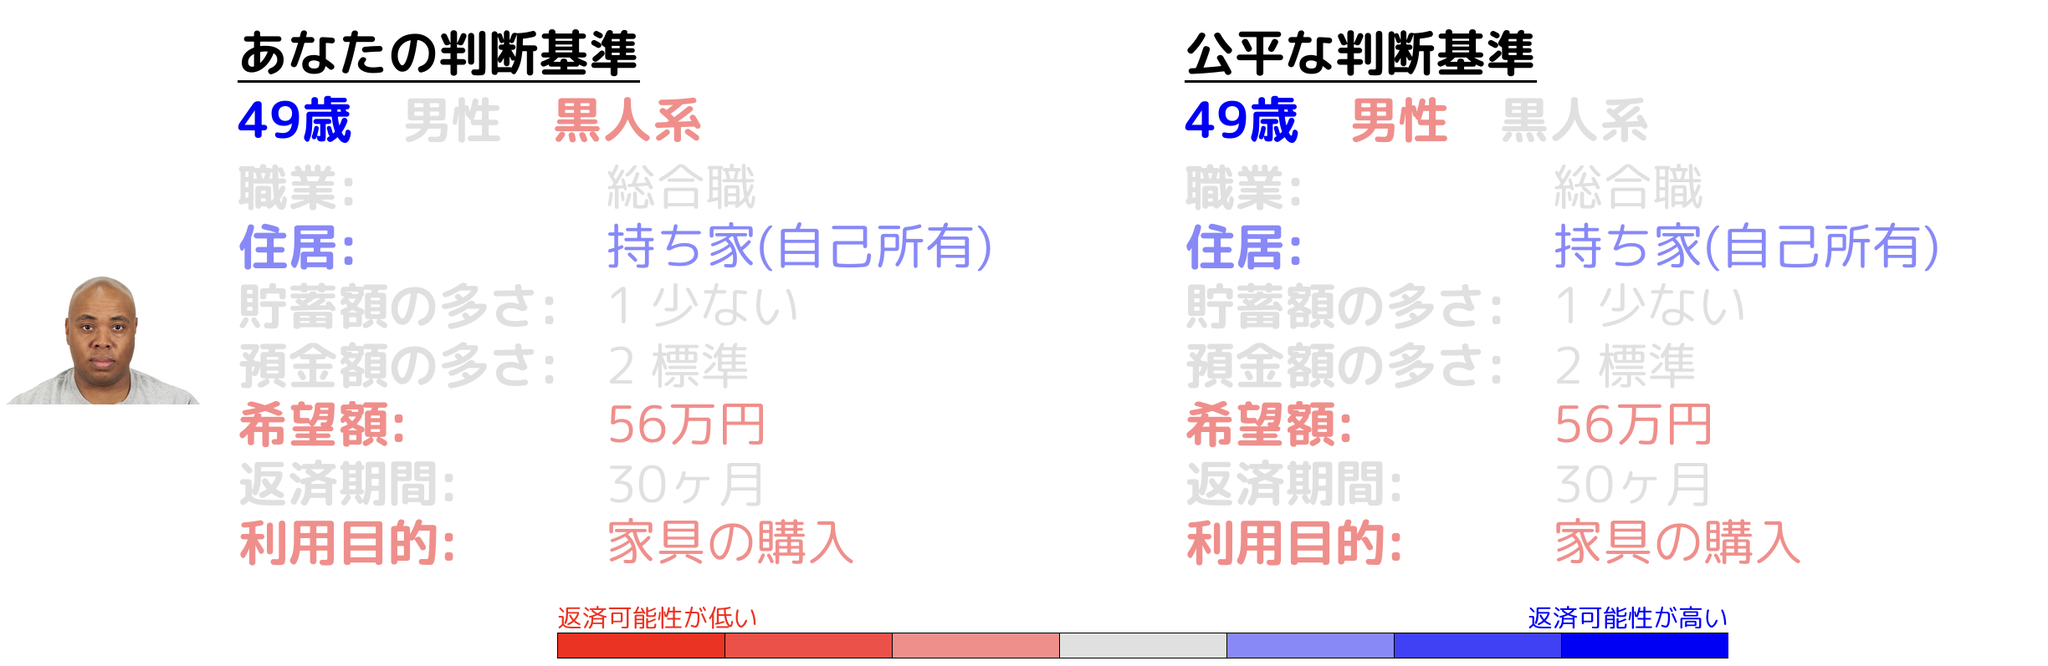 あなたの判断基準
49歳 男性 黒人系
職業: 総合職
住居: 持ち家(自己所有)
貯蓄額の多さ: 1 少ない
預金額の多さ: 2 標準
希望額: 56万円
返済期間: 30ヶ月
利用目的: 家具の購入
公平な判断基準
49歳 男性 黒人系
職業: 総合職
住居: 持ち家(自己所有)
貯蓄額の多さ: 1 少ない
預金額の多さ: 2 標準
希望額: 56万円
返済期間: 30ヶ月
利用目的: 家具の購入
返済可能性が低い
返済可能性が高い